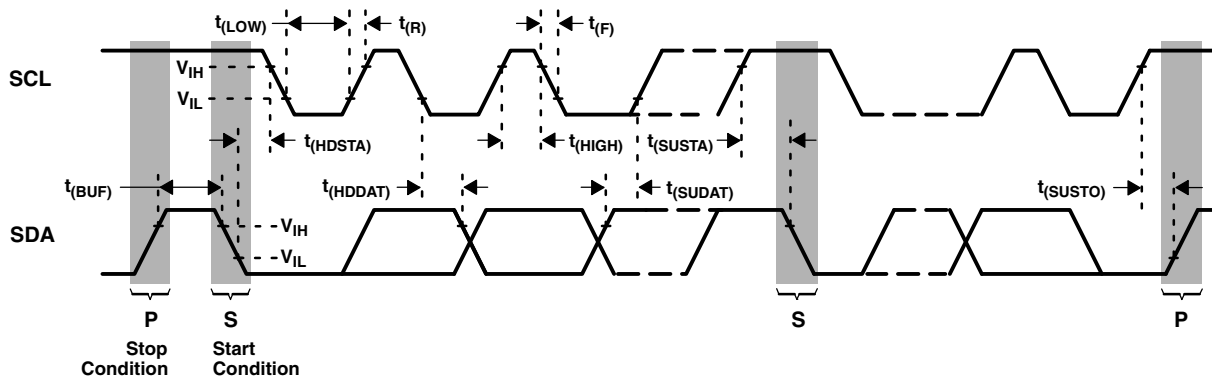 t(LOW)
t(R)
t(F)
SCL
VIH
VIL
t(HDSTA)
t(HIGH)
t(SUSTA)
t(BUF)
t(HDDAT)
t(SUDAT)
t(SUSTO)
SDA
VIH
VIL
P
S
S
P
Stop
Condition
Start
Condition